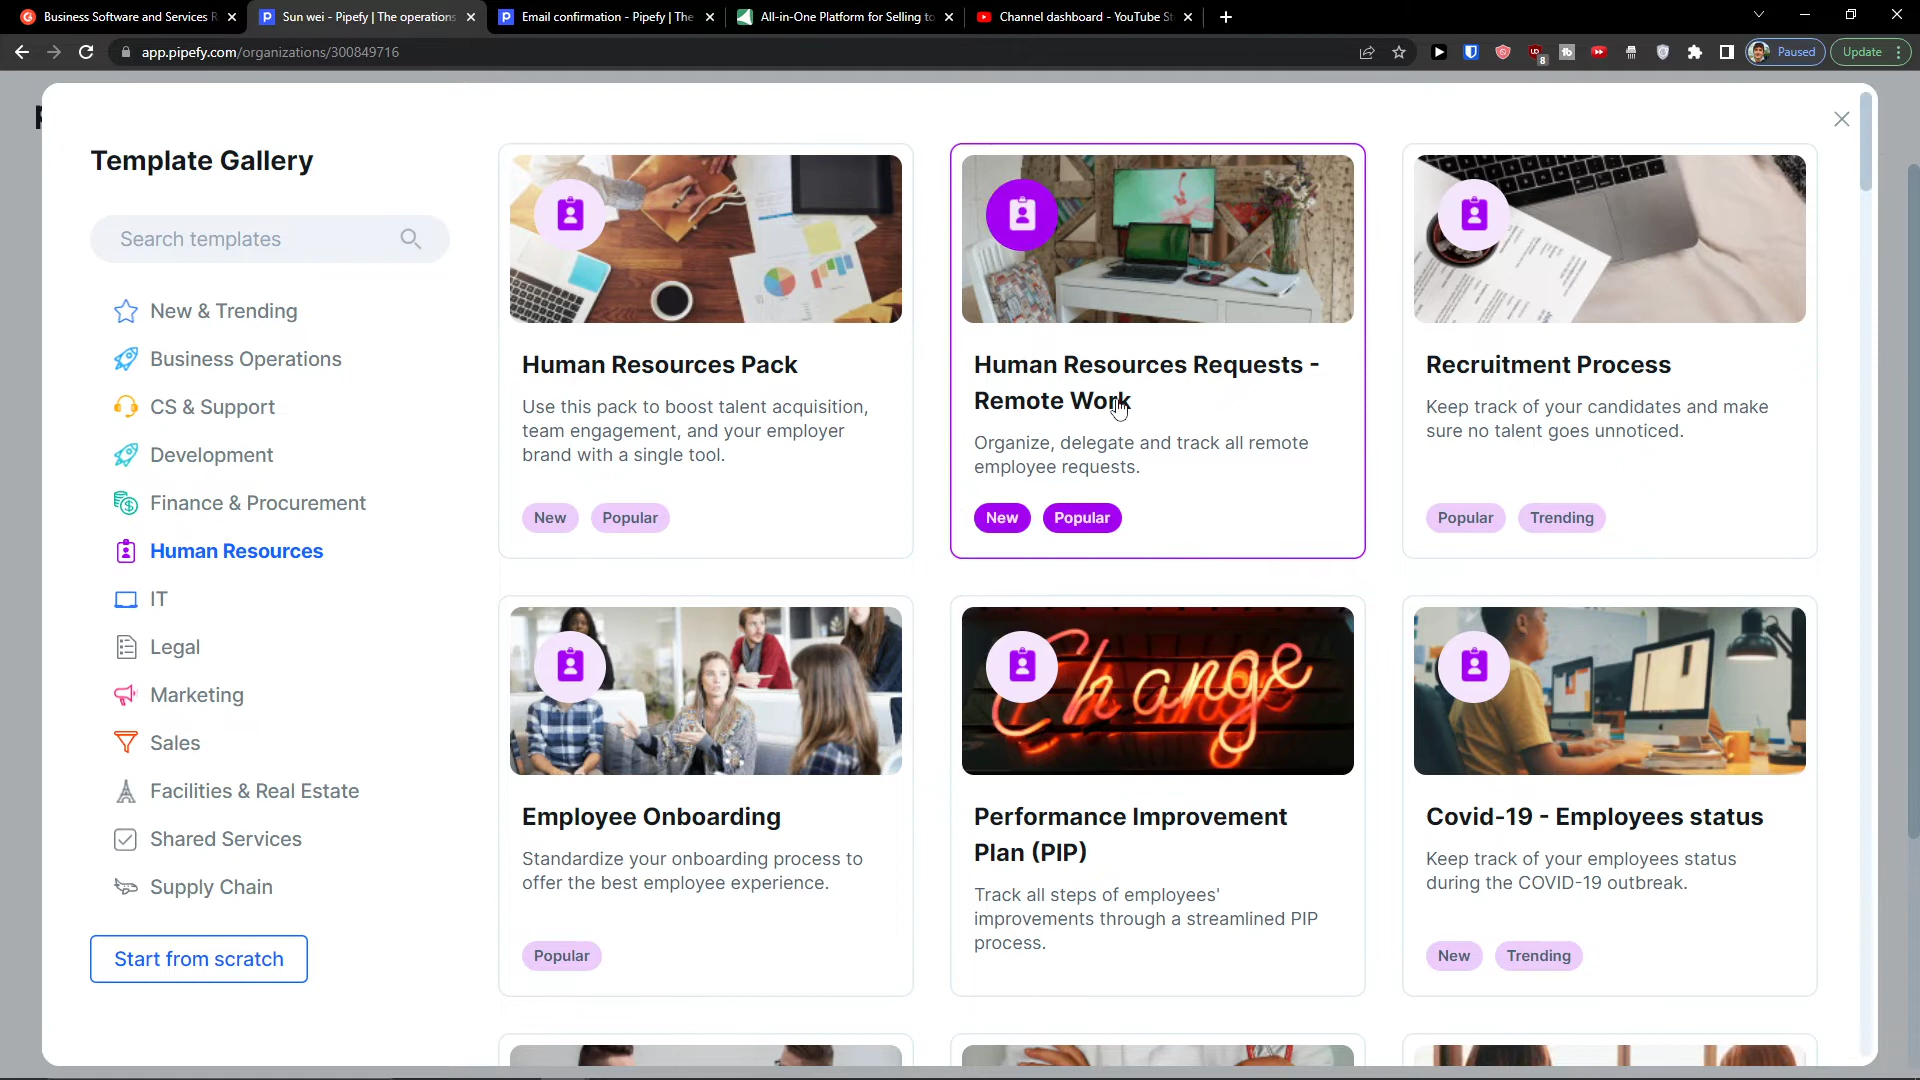 Business Software and Services R
Sun wei - Pipefy | The operations
Email confirmation - Pipefy | The
All-in-One Platform for Selling to
Channel dashboard - YouTube St
app.pipefy.com/organizations/300849716
8
Paused
Update
Template Gallery
Search templates
New & Trending
Business Operations
CS & Support
Development
Finance & Procurement
Human Resources
IT
Legal
Marketing
Sales
Facilities & Real Estate
Shared Services
Supply Chain
Start from scratch
Human Resources Pack
Use this pack to boost talent acquisition,
team engagement, and your employer
brand with a single tool.
New Popular
Human Resources Requests -
Remote Work
Organize, delegate and track all remote
employee requests.
New Popular
Recruitment Process
Keep track of your candidates and make
sure no talent goes unnoticed.
Popular Trending
Employee Onboarding
Standardize your onboarding process to
offer the best employee experience.
Popular
Change
Performance Improvement
Plan (PIP)
Track all steps of employees'
improvements through a streamlined PIP
process.
Covid-19 - Employees status
Keep track of your employees status
during the COVID-19 outbreak.
New Trending